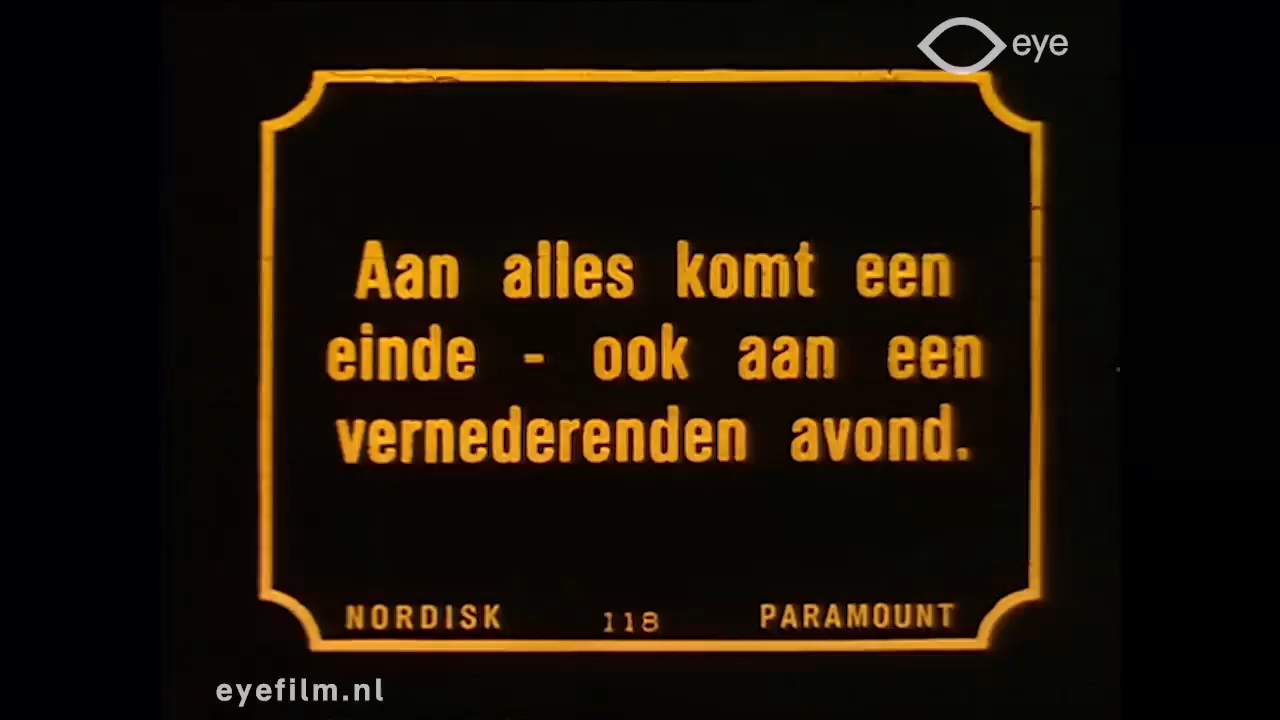 eye
Aan alles komt een
einde - ook aan een
vernederenden avond.
NORDISK 118 PARAMOUNT
eyefilm.nl